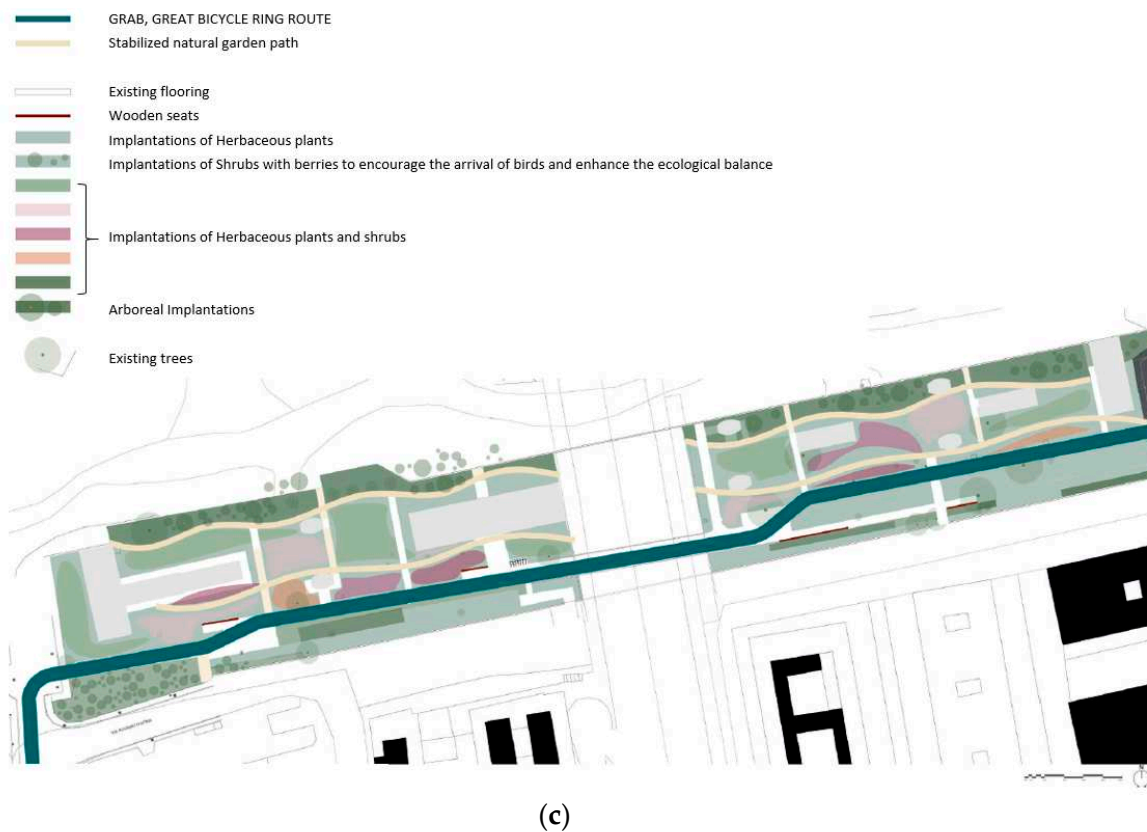 GRAB, GREAT BICYCLE RING ROUTE
Stabilized natural garden path
Existing flooring
Wooden seats
Implantations of Herbaceous plants
Implantations of Shrubs with berries to encourage the arrival of birds and enhance the ecological balance
Implantations of Herbaceous plants and shrubs
Arboreal Implantations
Existing trees
N
(c)